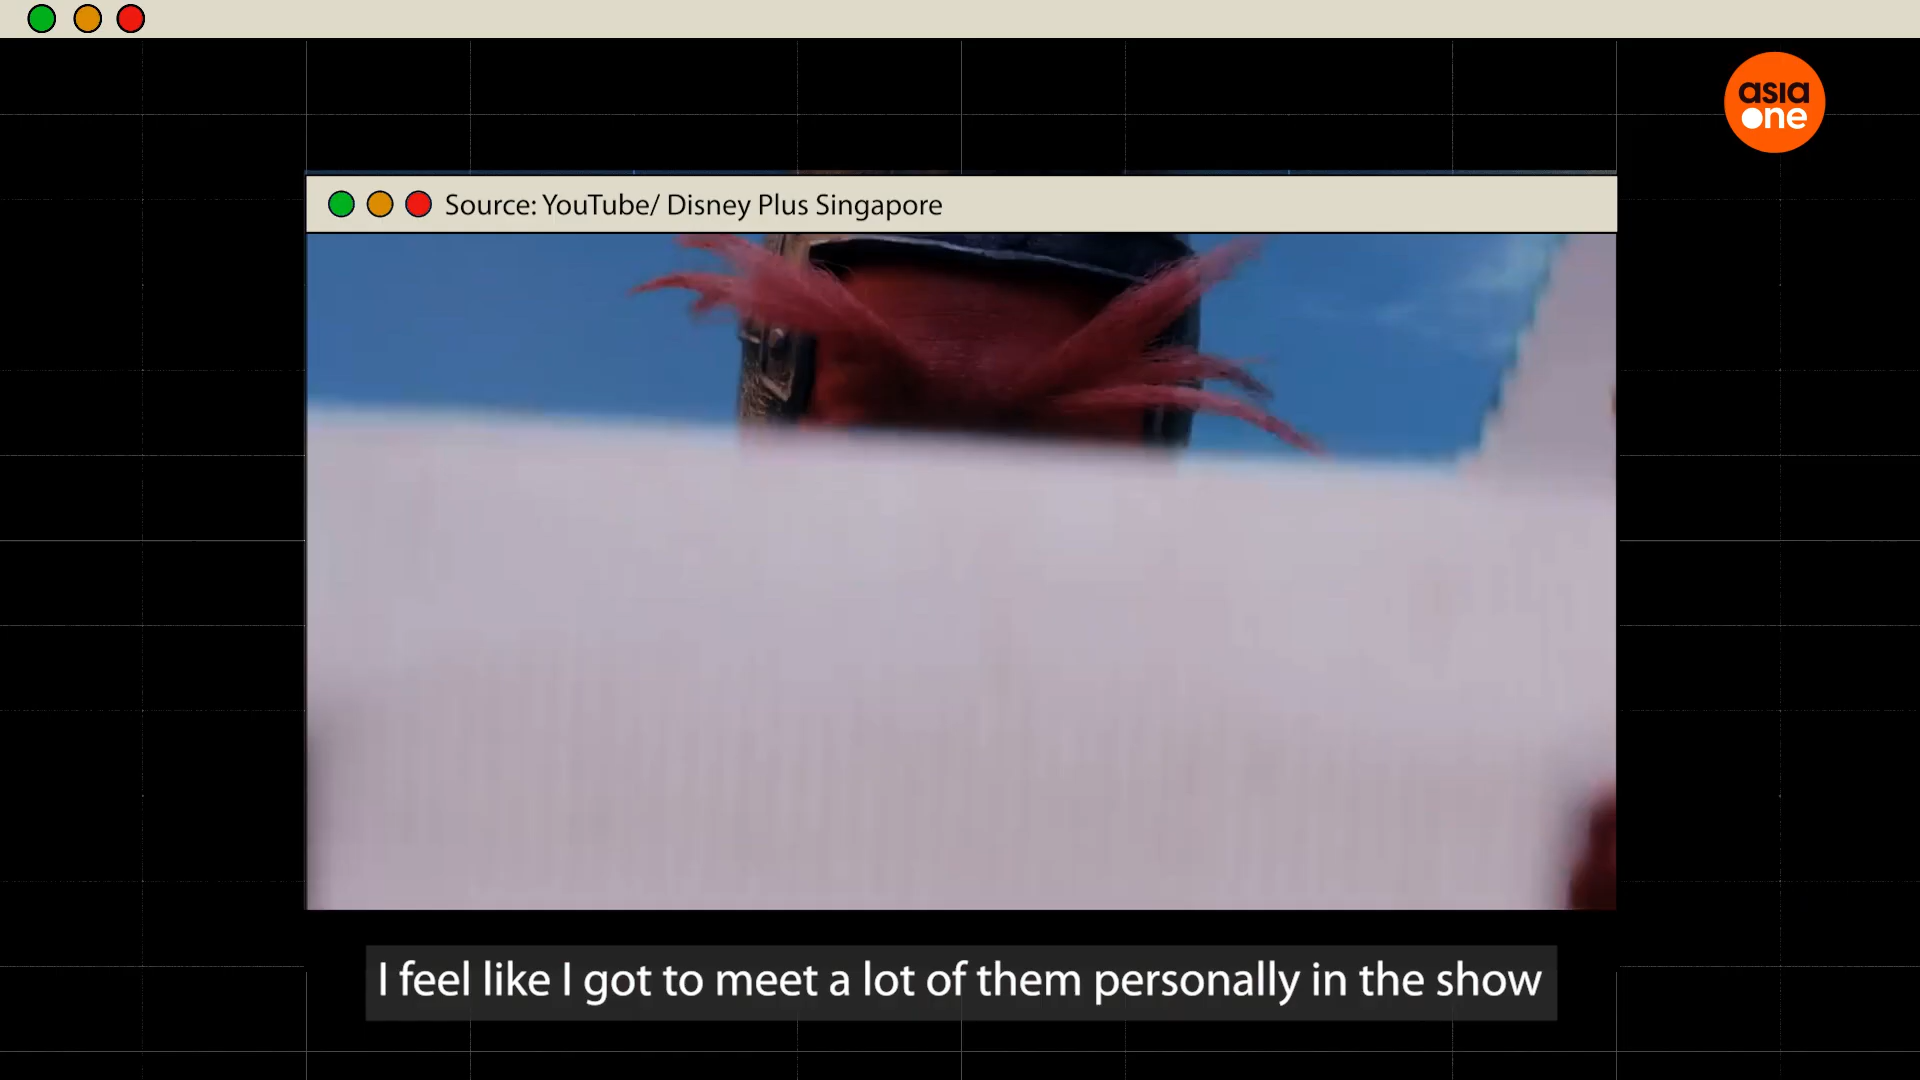 asia
one
Source: YouTube/ Disney Plus Singapore
I feel like I got to meet a lot of them personally in the show